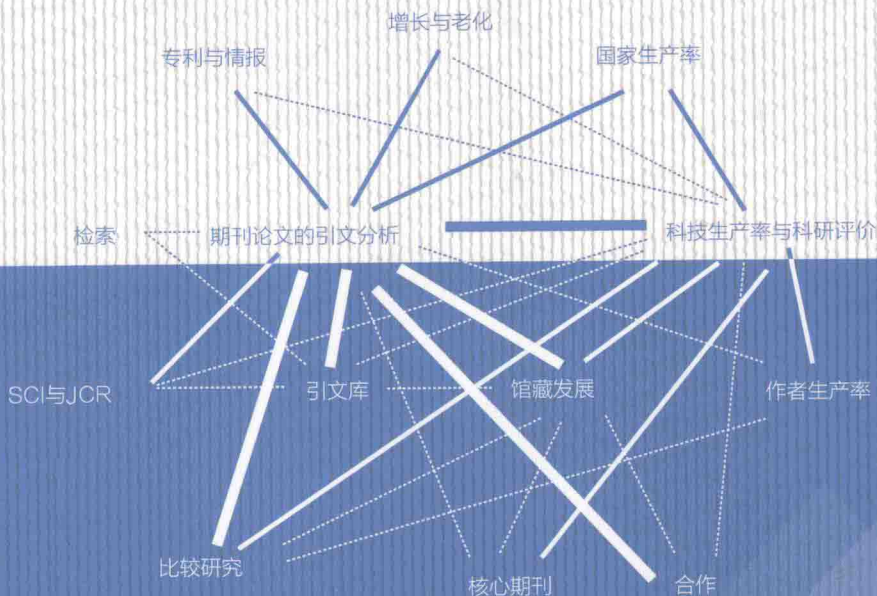 增长与老化
专利与情报
国家生产率
检索
期刊论文的引文分析
科技生产率与科研评价
SCI与JCR
引文库
馆藏发展
作者生产率
比较研究
核心期刊
合作